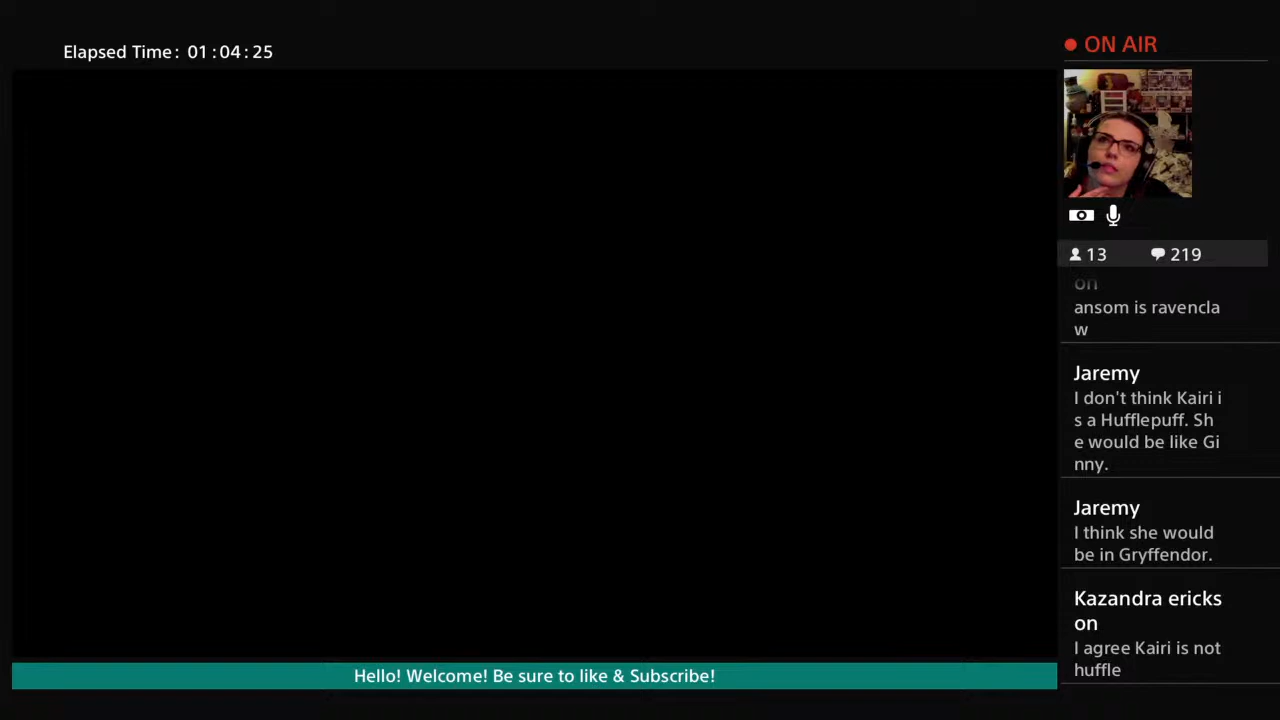 Elapsed Time: 01:04:25
ON AIR
13 219
on
ansom is ravencla
w
Jaremy
I don't think Kairi i
s a Hufflepuff. Sh
e would be like Gi
nny.
Jaremy
I think she would
be in Gryffendor.
Kazandra ericks
on
I agree Kairi is not
huffle
Hello! Welcome! Be sure to like & Subscribe!